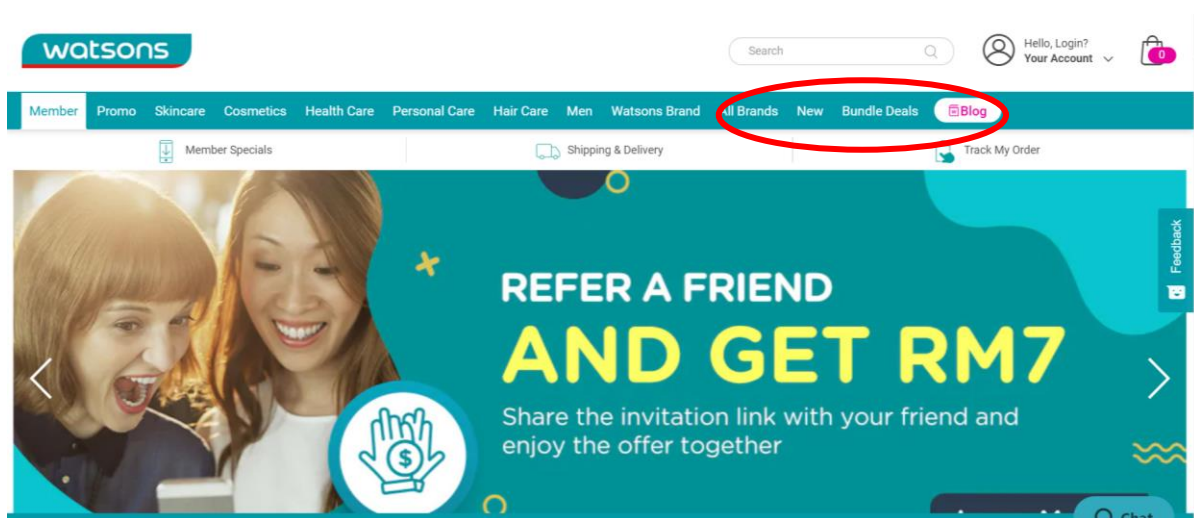 watsons
Search
Hello, Login?
Your Account
0
Member Promo Skincare Cosmetics Health Care Personal Care Hair Care Men Watsons Brand All Brands New Bundle Deals Blog
Member Specials
Shipping & Delivery
Track My Order
Feedback
REFER A FRIEND
AND GET RM7
Share the invitation link with your friend and
enjoy the offer together
$
Chat